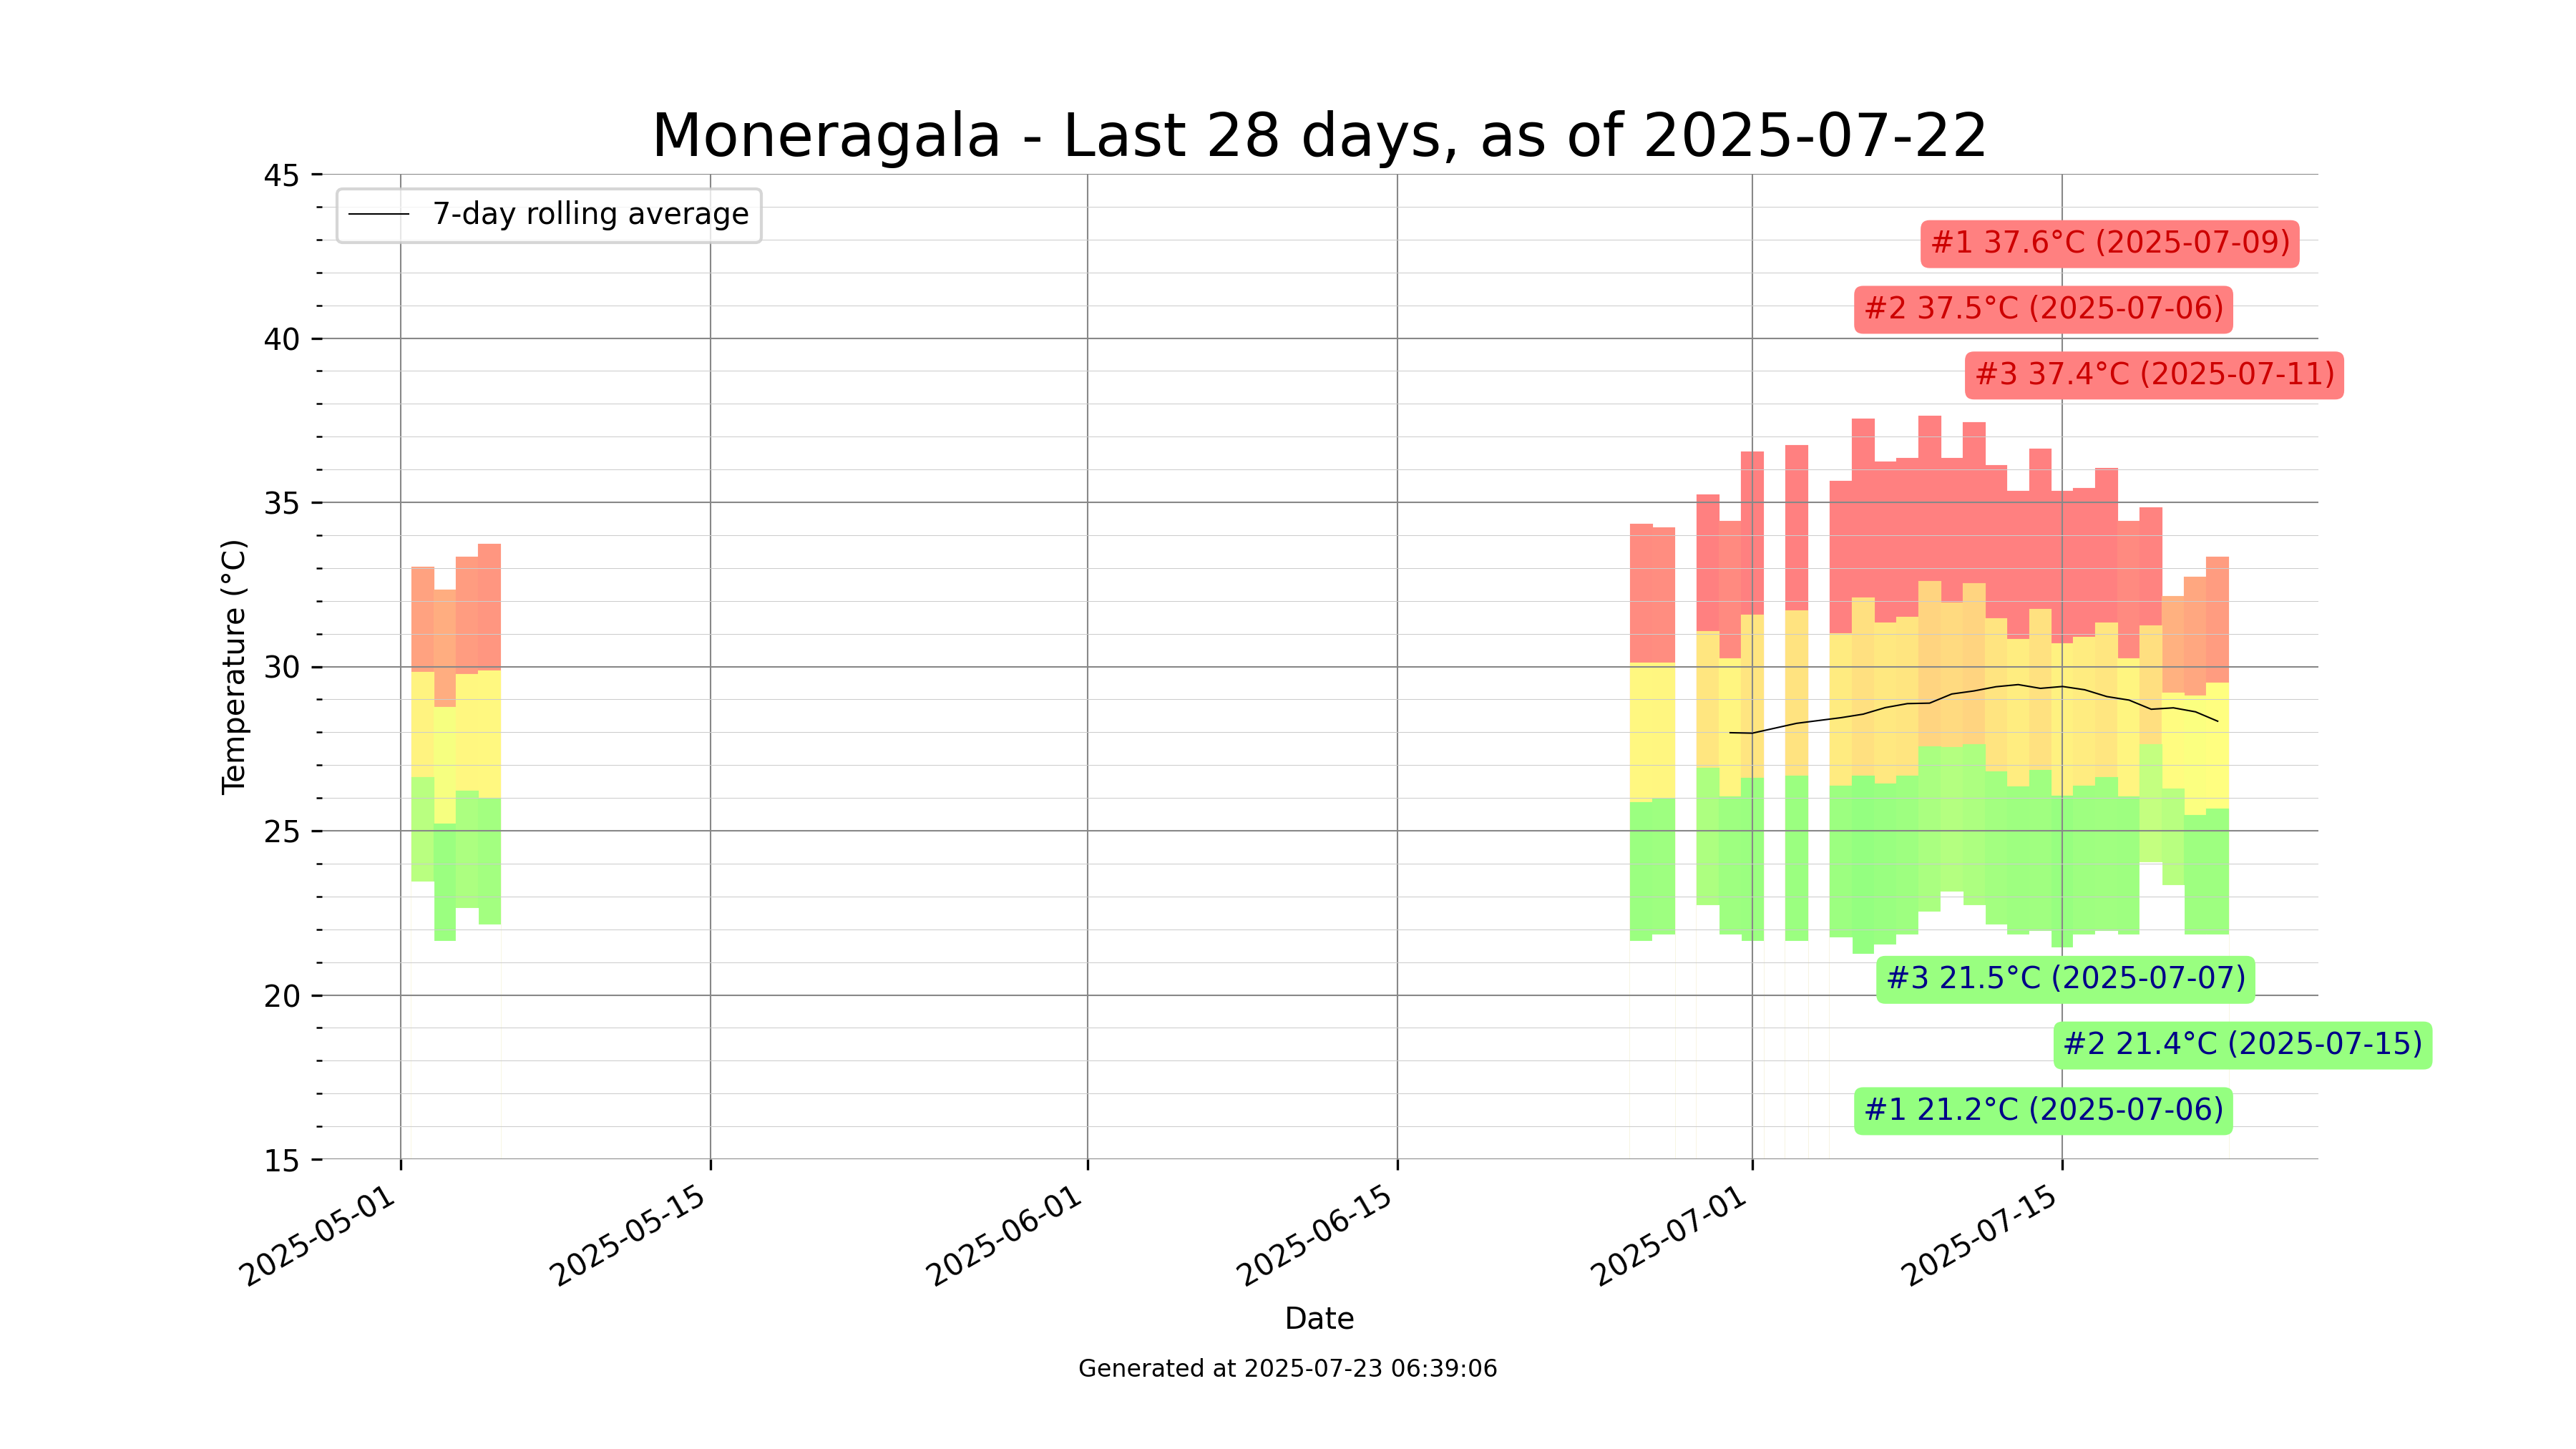 Moneragala - Last 28 days, as of 2025-07-22
45
7-day rolling average
#1 37.6°C (2025-07-09)
#2 37.5°C (2025-07-06)
40
#3 37.4°C (2025-07-11)
35
30
Temperature (°C)
25
#3 21.5°C (2025-07-07)
20
#2 21.4°C (2025-07-15)
#1 21.2°C (2025-07-06)
15
2025-05-01
2025-05-15
2025-06-01
2025-06-15
2025-07-01
2025-07-15
Date
Generated at 2025-07-23 06:39:06